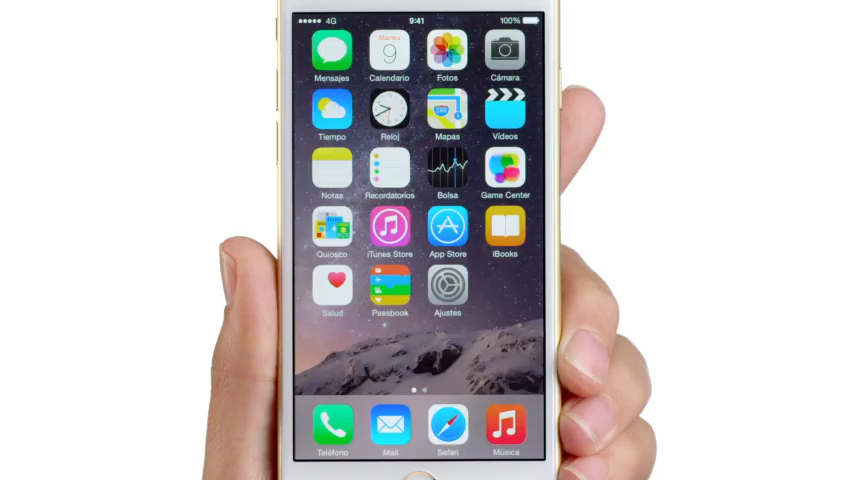 4G 9:41 100%
Martes
9
Mensajes Calendario Fotos Cámara
280
Tiempo Reloj Mapas Vídeos
Notas Recordatorios Bolsa Game Center
Quiosco iTunes Store App Store iBooks
Salud Passbook Ajustes
Teléfono Mail Safari Música